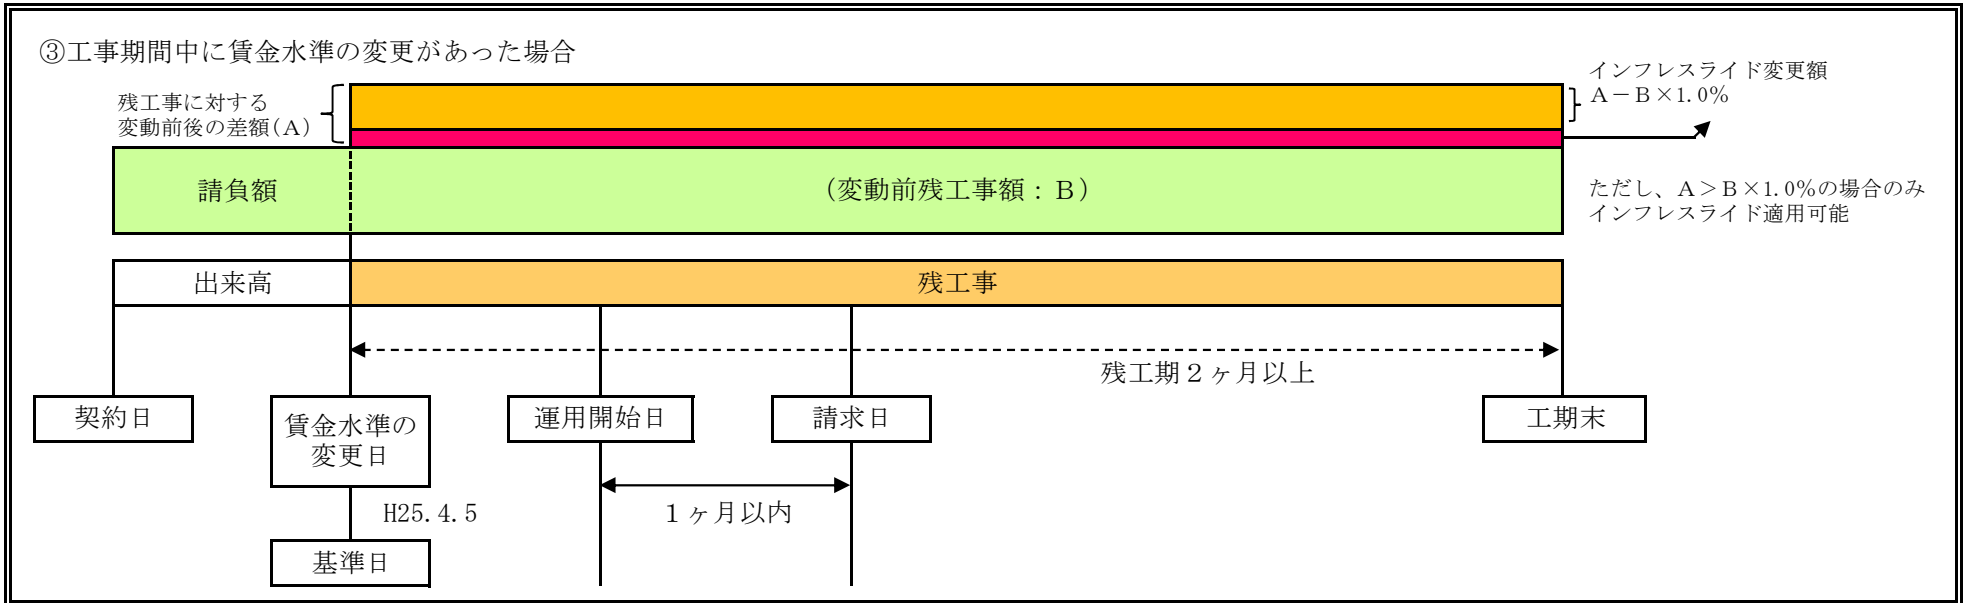 ③工事期間中に賃金水準の変更があった場合
残工事に対する
変動前後の差額(A)
インフレスライド変更額
A－B×1.0%
請負額
(変動前残工事額：B)
ただし、A＞B×1.0%の場合のみ
インフレスライド適用可能
出来高
残工事
残工期２ヶ月以上
契約日
賃金水準の
変更日
運用開始日
請求日
工期末
H25.4.5
１ヶ月以内
基準日